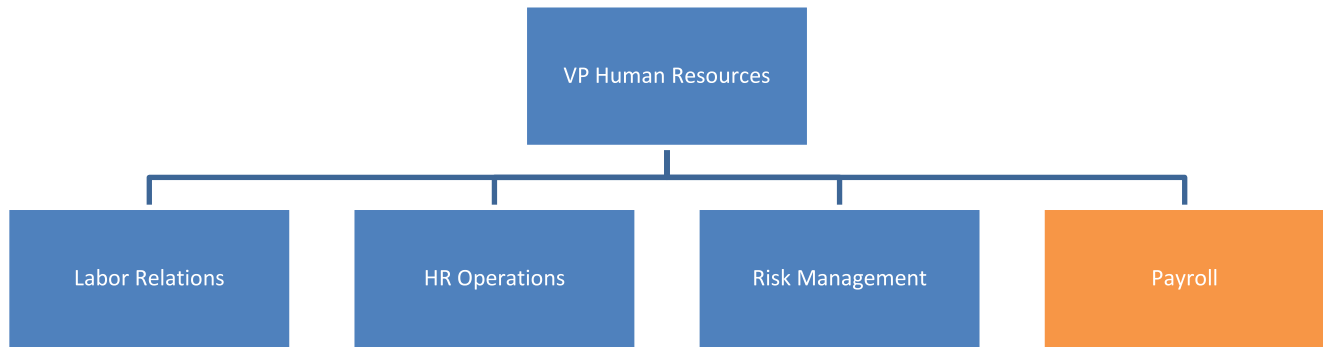 VP Human Resources
Labor Relations
HR Operations
Risk Management
Payroll